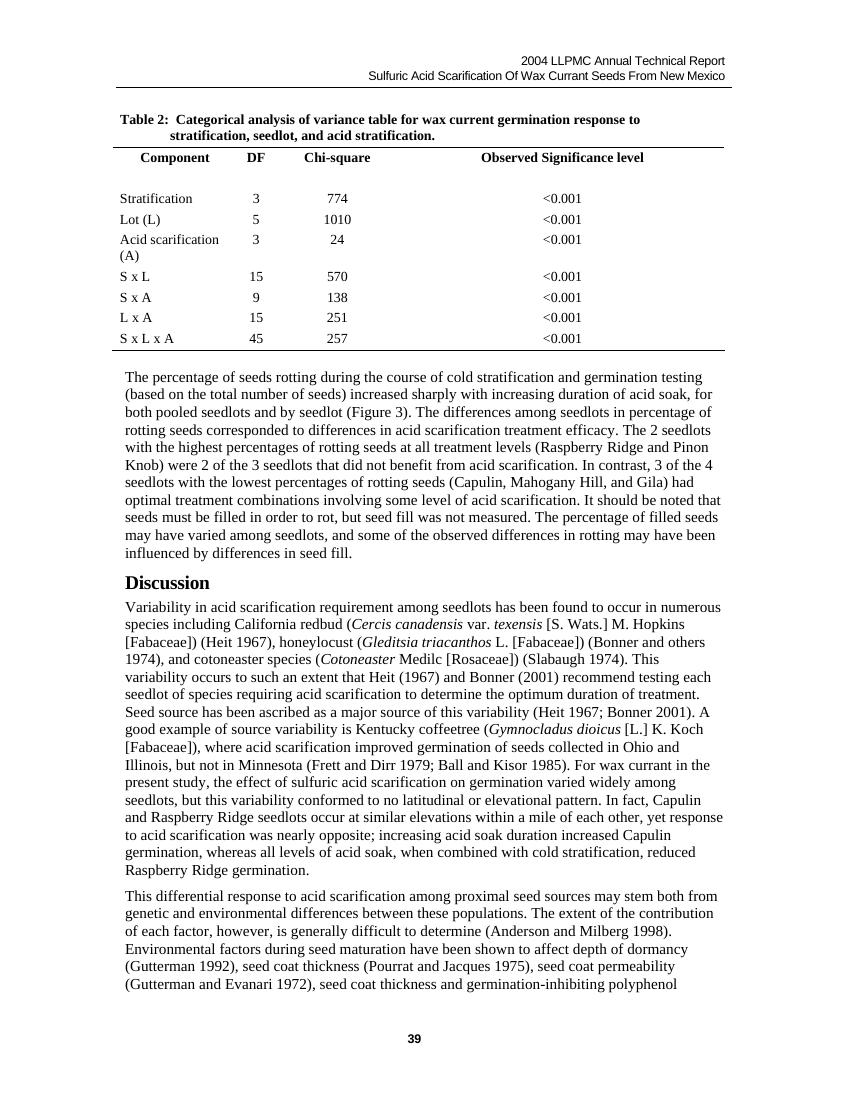 2004 LLPMC Annual Technical Report
Sulfuric Acid Scarification Of Wax Currant Seeds From New Mexico
Table 2: Categorical analysis of variance table for wax current germination response to
stratification, seedlot, and acid stratification.
Component DF Chi-square Observed Significance level
Stratification 3 774 <0.001
Lot (L) 5 1010 <0.001
Acid scarification 3 24 <0.001
(A)
S x L 15 570 <0.001
S x A 9 138 <0.001
L x A 15 251 <0.001
S x L x A 45 257 <0.001
The percentage of seeds rotting during the course of cold stratification and germination testing
(based on the total number of seeds) increased sharply with increasing duration of acid soak, for
both pooled seedlots and by seedlot (Figure 3). The differences among seedlots in percentage of
rotting seeds corresponded to differences in acid scarification treatment efficacy. The 2 seedlots
with the highest percentages of rotting seeds at all treatment levels (Raspberry Ridge and Pinon
Knob) were 2 of the 3 seedlots that did not benefit from acid scarification. In contrast, 3 of the 4
seedlots with the lowest percentages of rotting seeds (Capulin, Mahogany Hill, and Gila) had
optimal treatment combinations involving some level of acid scarification. It should be noted that
seeds must be filled in order to rot, but seed fill was not measured. The percentage of filled seeds
may have varied among seedlots, and some of the observed differences in rotting may have been
influenced by differences in seed fill.
Discussion
Variability in acid scarification requirement among seedlots has been found to occur in numerous
species including California redbud (Cercis canadensis var. texensis [S. Wats.] M. Hopkins
[Fabaceae]) (Heit 1967), honeylocust (Gleditsia triacanthos L. [Fabaceae]) (Bonner and others
1974), and cotoneaster species (Cotoneaster Medilc [Rosaceae]) (Slabaugh 1974). This
variability occurs to such an extent that Heit (1967) and Bonner (2001) recommend testing each
seedlot of species requiring acid scarification to determine the optimum duration of treatment.
Seed source has been ascribed as a major source of this variability (Heit 1967; Bonner 2001). A
good example of source variability is Kentucky coffeetree (Gymnocladus dioicus [L.] K. Koch
[Fabaceae]), where acid scarification improved germination of seeds collected in Ohio and
Illinois, but not in Minnesota (Frett and Dirr 1979; Ball and Kisor 1985). For wax currant in the
present study, the effect of sulfuric acid scarification on germination varied widely among
seedlots, but this variability conformed to no latitudinal or elevational pattern. In fact, Capulin
and Raspberry Ridge seedlots occur at similar elevations within a mile of each other, yet response
to acid scarification was nearly opposite; increasing acid soak duration increased Capulin
germination, whereas all levels of acid soak, when combined with cold stratification, reduced
Raspberry Ridge germination.
This differential response to acid scarification among proximal seed sources may stem both from
genetic and environmental differences between these populations. The extent of the contribution
of each factor, however, is generally difficult to determine (Anderson and Milberg 1998).
Environmental factors during seed maturation have been shown to affect depth of dormancy
(Gutterman 1992), seed coat thickness (Pourrat and Jacques 1975), seed coat permeability
(Gutterman and Evanari 1972), seed coat thickness and germination-inhibiting polyphenol
39